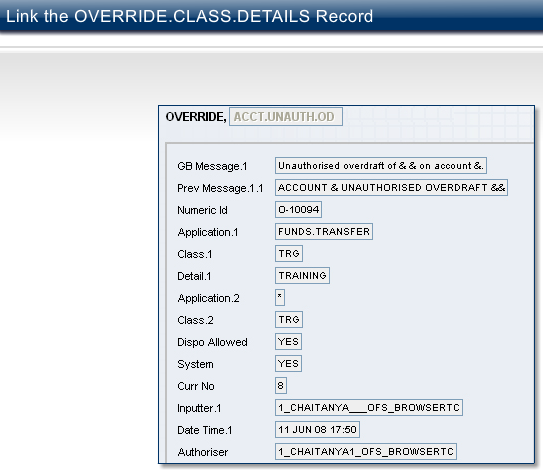 Link the OVERRIDE.CLASS.DETAILS Record
OVERRIDE, ACCT.UNAUTH.OD
GB Message.1 Unauthorised overdraft of & & on account &.
Prev Message.1.1 ACCOUNT & UNAUTHORISED OVERDRAFT &&
Numeric Id O-10094
Application.1 FUNDS.TRANSFER
Class.1 TRG
Detail.1 TRAINING
Application.2 *
Class.2 TRG
Dispo Allowed YES
System YES
Curr No 8
Inputter.1 1_CHAITANYA___OFS_BROWSERTC
Date Time.1 11 JUN 08 17:50
Authoriser 1_CHAITANYA1_OFS_BROWSERTC